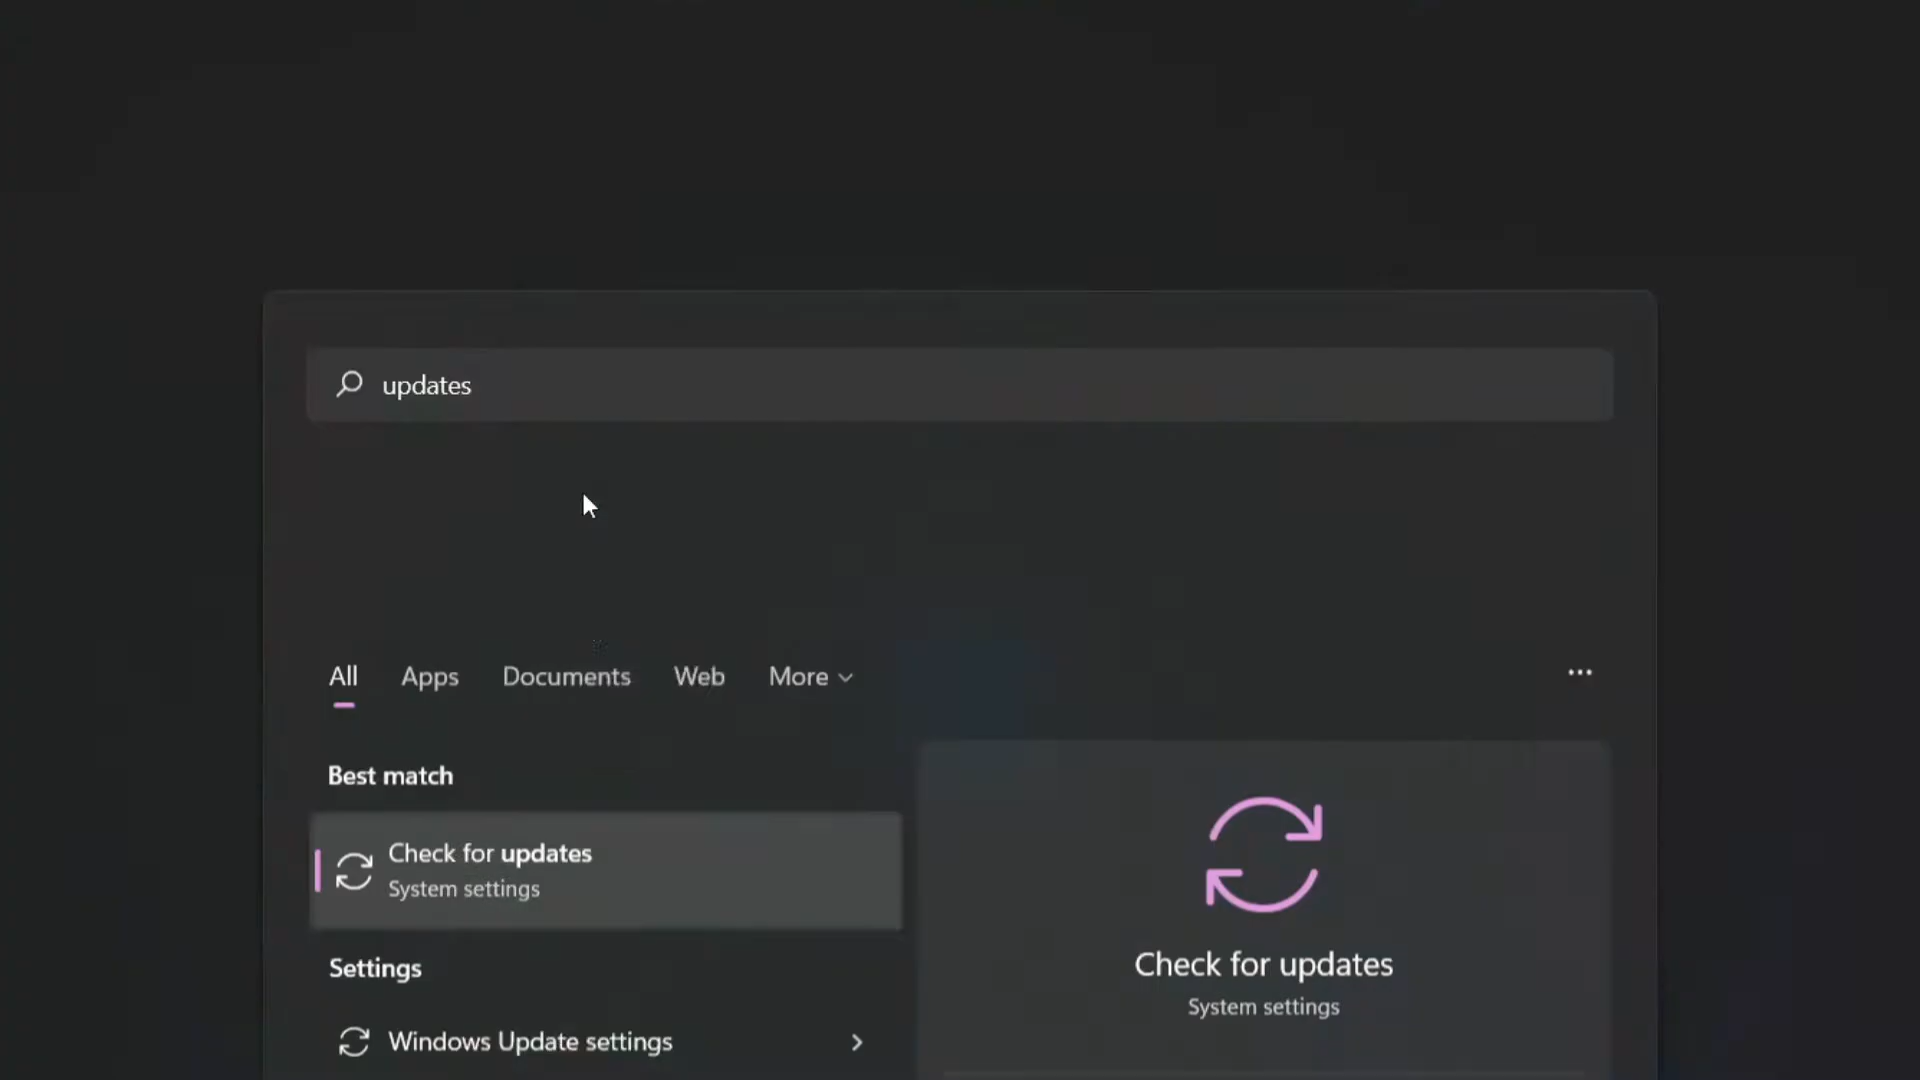 updates
All Apps Documents Web More
Best match
Check for updates
System settings
Settings
Windows Update settings
Check for updates
System settings